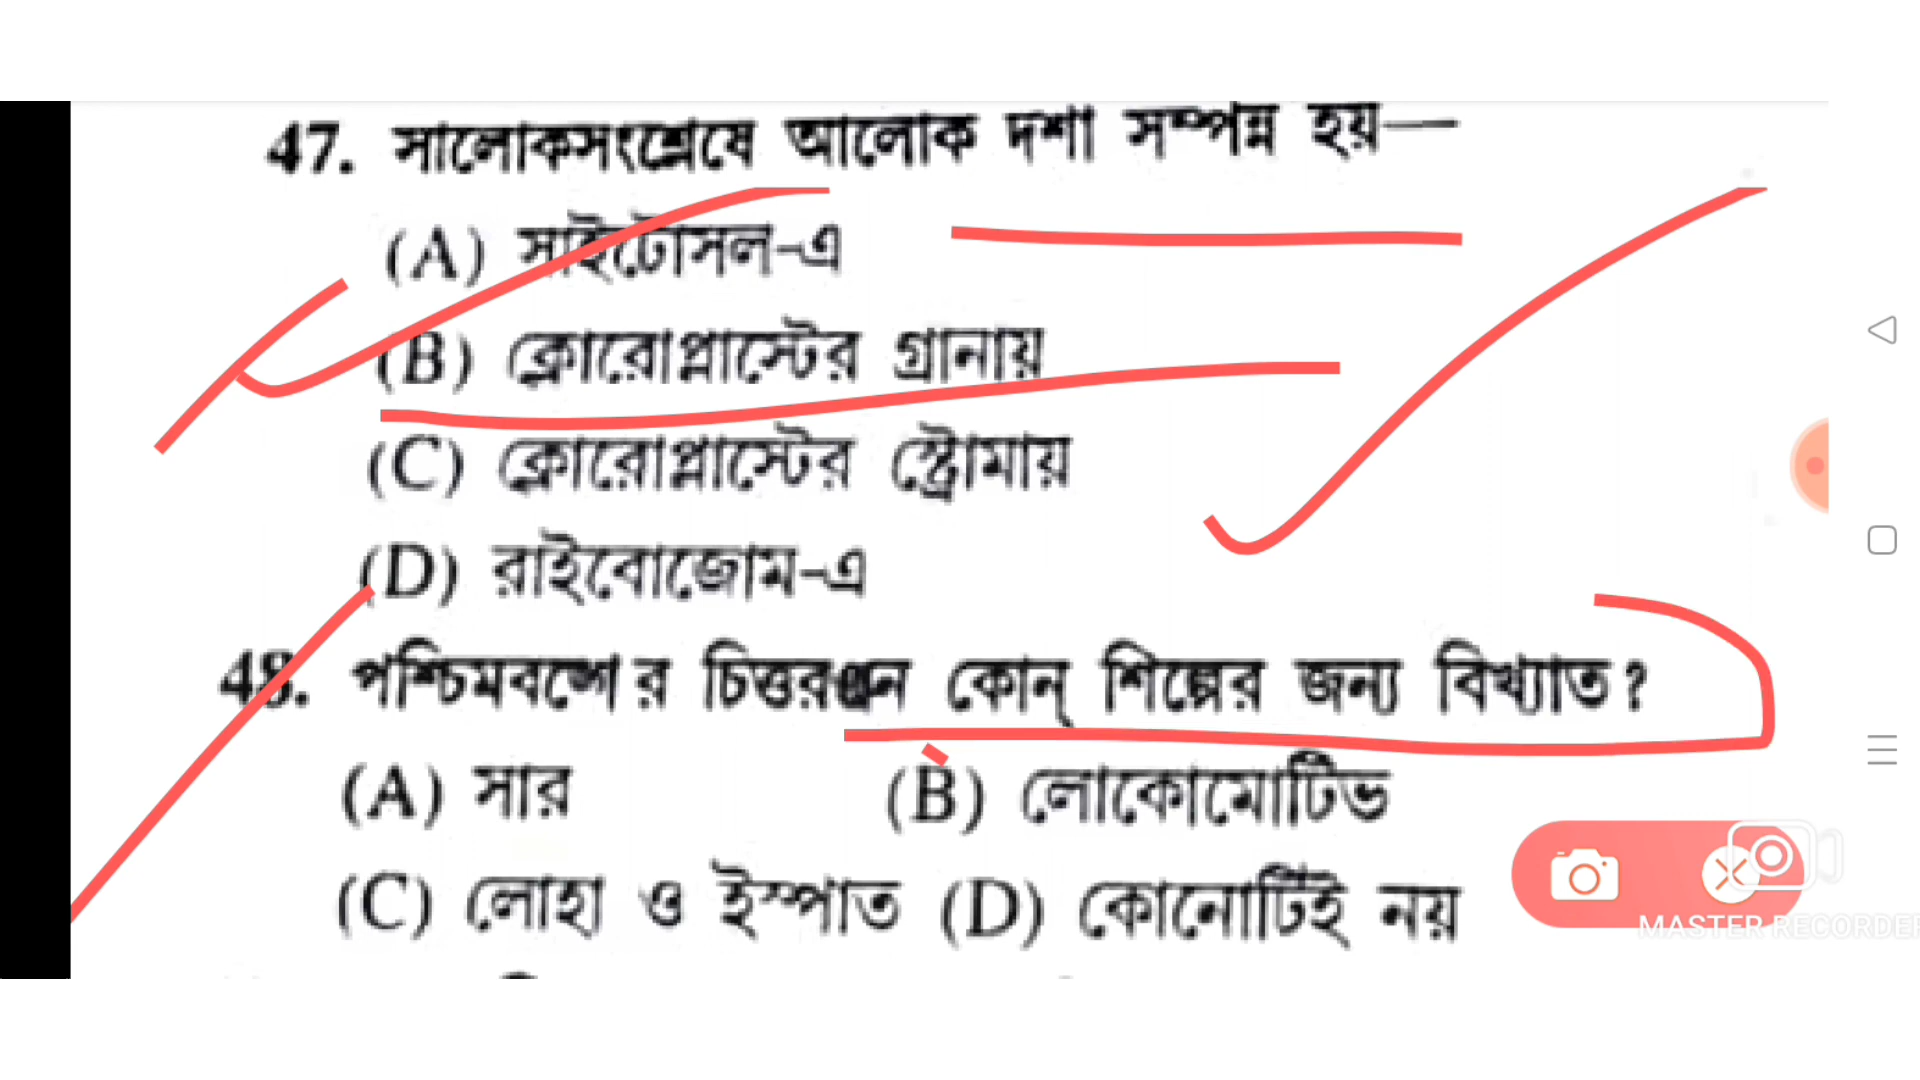 47. সালোকসংশ্লেষে আলোক দশা সম্পন্ন হয়—
(A) সাইটোসল-এ
(B) ক্লোরোপ্লাস্টের গ্রানায়
(C) ক্লোরোপ্লাস্টের স্ট্রোমায়
(D) রাইবোজোম-এ
48. পশ্চিমবঙ্গের চিত্তরঞ্জন কোন্ শিল্পের জন্য বিখ্যাত?
(A) সার (B) লোকোমোটিভ
(C) লোহা ও ইস্পাত (D) কোনোটিই নয়
MASTER RECORDER